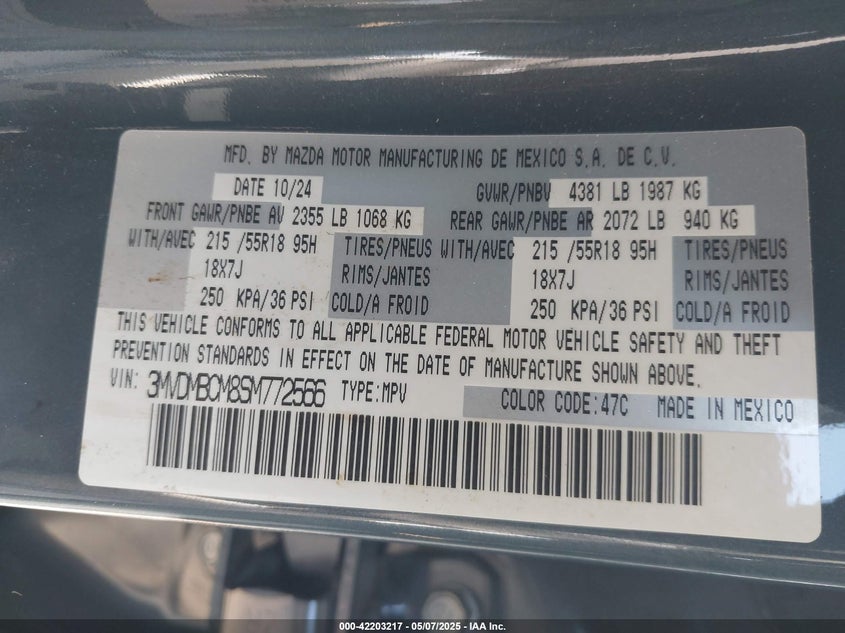 MFD. BY MAZDA MOTOR MANUFACTURING DE MEXICO S.A. DE C.V.
DATE 10/24 GVWR/PNBV 4381 LB 1987 KG
FRONT GAWR/PNBE AV 2355 LB 1068 KG REAR GAWR/PNBE AR 2072 LB 940 KG
WITH/AVEC 215 /55R18 95H TIRES/PNEUS WITH/AVEC 215 /55R18 95H TIRES/PNEUS
18X7J RIMS/JANTES 18X7J RIMS/JANTES
250 KPA/36 PSI COLD/A FROID 250 KPA/36 PSI COLD/A FROID
THIS VEHICLE CONFORMS TO ALL APPLICABLE FEDERAL MOTOR VEHICLE SAFETY AND THEFT
PREVENTION STANDARDS IN EFFECT ON THE DATE OF MANUFACTURE SHOWN ABOVE.
VIN: 3MVDMBCM8SM772566 TYPE:MPV COLOR CODE:47C MADE IN MEXICO
000-42203217 - 05/07/2025 - IAA Inc.